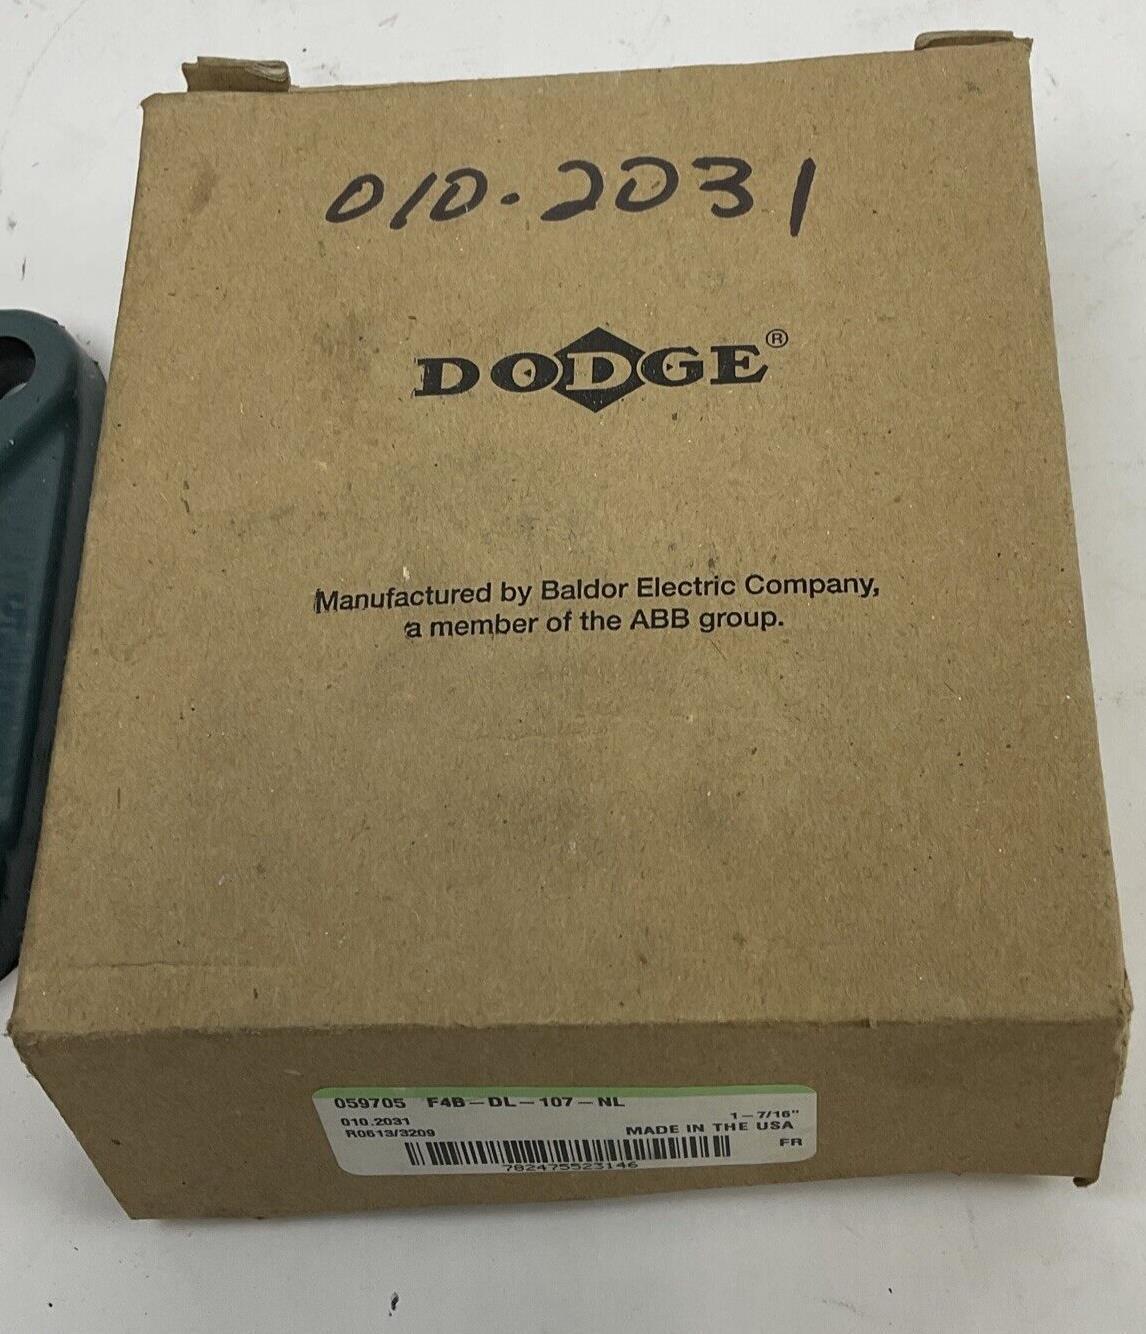 010.2031
DODGE®
Manufactured by Baldor Electric Company,
a member of the ABB group.
059705 F4B-DL-107-NL
010.2031 1-7/16"
R0613/3209 MADE IN THE USA
FR
782475523146